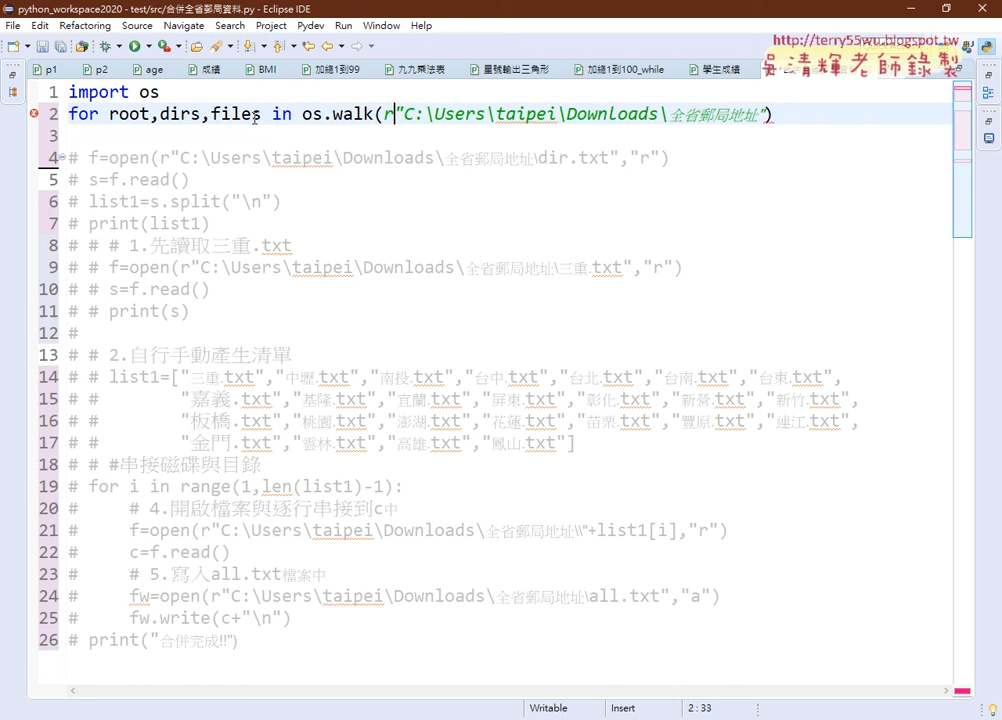 python_workspace2020 - test/src/合併全省郵局資料.py - Eclipse IDE
File Edit Refactoring Source Navigate Search Project Pydev Run Window Help
http://terry55wu.blogspot.tw
吳清輝老師錄製
p1 p2 age 成績 BMI 加總1到99 九九乘法表 星號輸出三角形 加總1到100_while 學生成績
1 import os
2 for root,dirs,files in os.walk(r"C:\Users\taipei\Downloads\全省郵局地址")
3
4 # f=open(r"C:\Users\taipei\Downloads\全省郵局地址\dir.txt","r")
5 # s=f.read()
6 # list1=s.split("\n")
7 # print(list1)
8 # # # 1.先讀取三重.txt
9 # # f=open(r"C:\Users\taipei\Downloads\全省郵局地址\三重.txt","r")
10 # # s=f.read()
11 # # print(s)
12 #
13 # # 2.自行手動產生清單
14 # # list1=["三重.txt","中壢.txt","南投.txt","台中.txt","台北.txt","台南.txt","台東.txt",
15 # # "嘉義.txt","基隆.txt","宜蘭.txt","屏東.txt","彰化.txt","新營.txt","新竹.txt",
16 # # "板橋.txt","桃園.txt","澎湖.txt","花蓮.txt","苗栗.txt","豐原.txt","連江.txt",
17 # # "金門.txt","雲林.txt","高雄.txt","鳳山.txt"]
18 # # #串接磁碟與目錄
19 # for i in range(1,len(list1)-1):
20 # # 4.開啟檔案與逐行串接到c中
21 # f=open(r"C:\Users\taipei\Downloads\全省郵局地址\\"+list1[i],"r")
22 # c=f.read()
23 # # 5.寫入all.txt檔案中
24 # fw=open(r"C:\Users\taipei\Downloads\全省郵局地址\all.txt","a")
25 # fw.write(c+"\n")
26 # print("合併完成!!")
Writable Insert 2 : 33